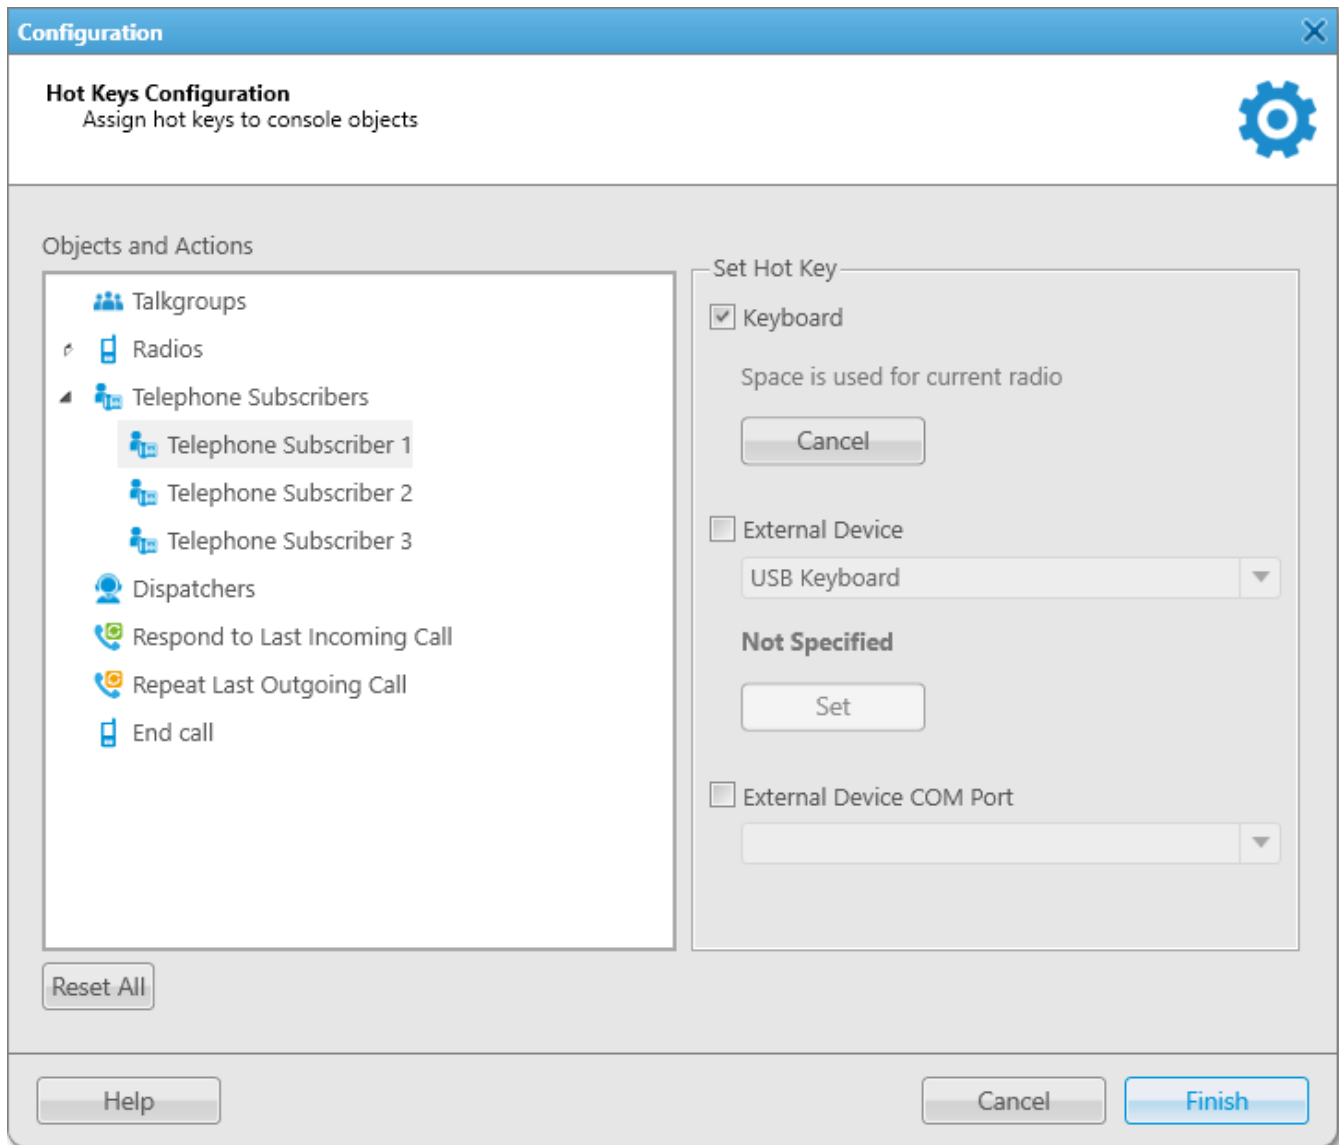 Configuration
Hot Keys Configuration
Assign hot keys to console objects
Objects and Actions
Talkgroups
Radios
Telephone Subscribers
Telephone Subscriber 1
Telephone Subscriber 2
Telephone Subscriber 3
Dispatchers
Respond to Last Incoming Call
Repeat Last Outgoing Call
End call
Reset All
Set Hot Key
Keyboard
Space is used for current radio
Cancel
External Device
USB Keyboard
Not Specified
Set
External Device COM Port
Help
Cancel
Finish